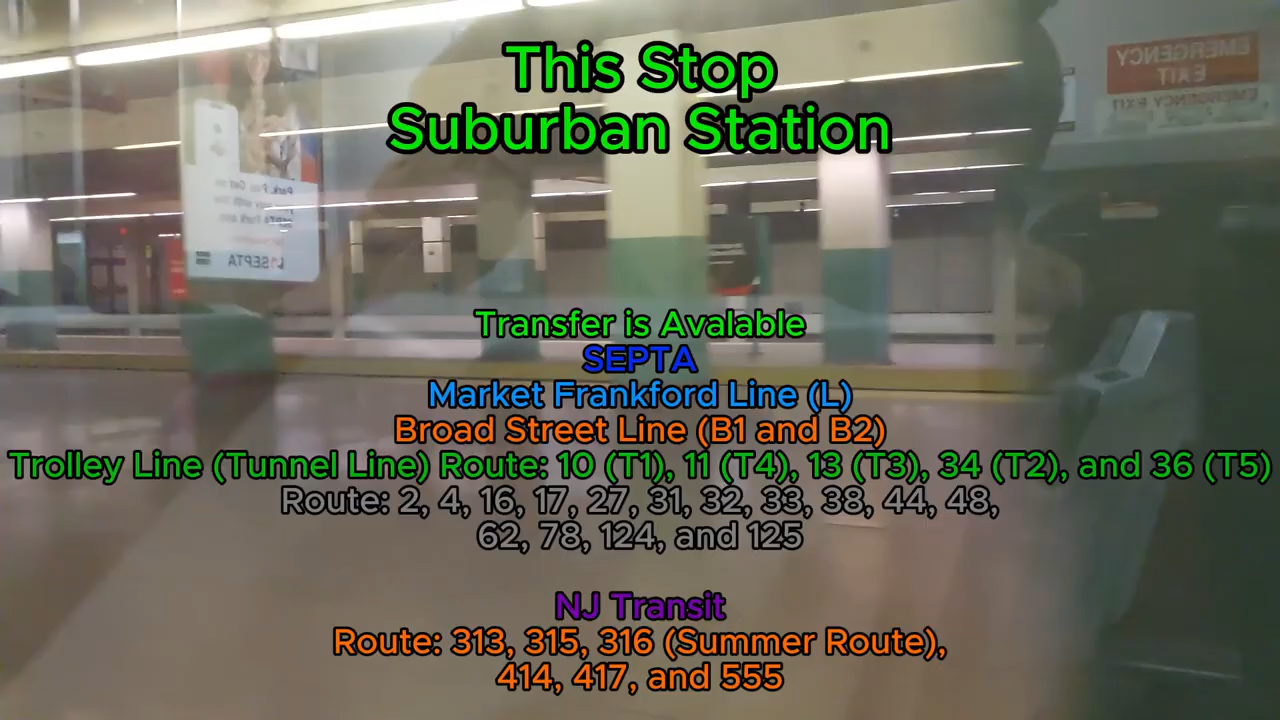 This Stop
Suburban Station
EMERGENCY
EXIT
EMERGENCY EXIT
SEPTA
Transfer is Avalable
SEPTA
Market Frankford Line (L)
Broad Street Line (B1 and B2)
Trolley Line (Tunnel Line) Route: 10 (T1), 11 (T4), 13 (T3), 34 (T2), and 36 (T5)
Route: 2, 4, 16, 17, 27, 31, 32, 33, 38, 44, 48,
62, 78, 124, and 125
NJ Transit
Route: 313, 315, 316 (Summer Route),
414, 417, and 555